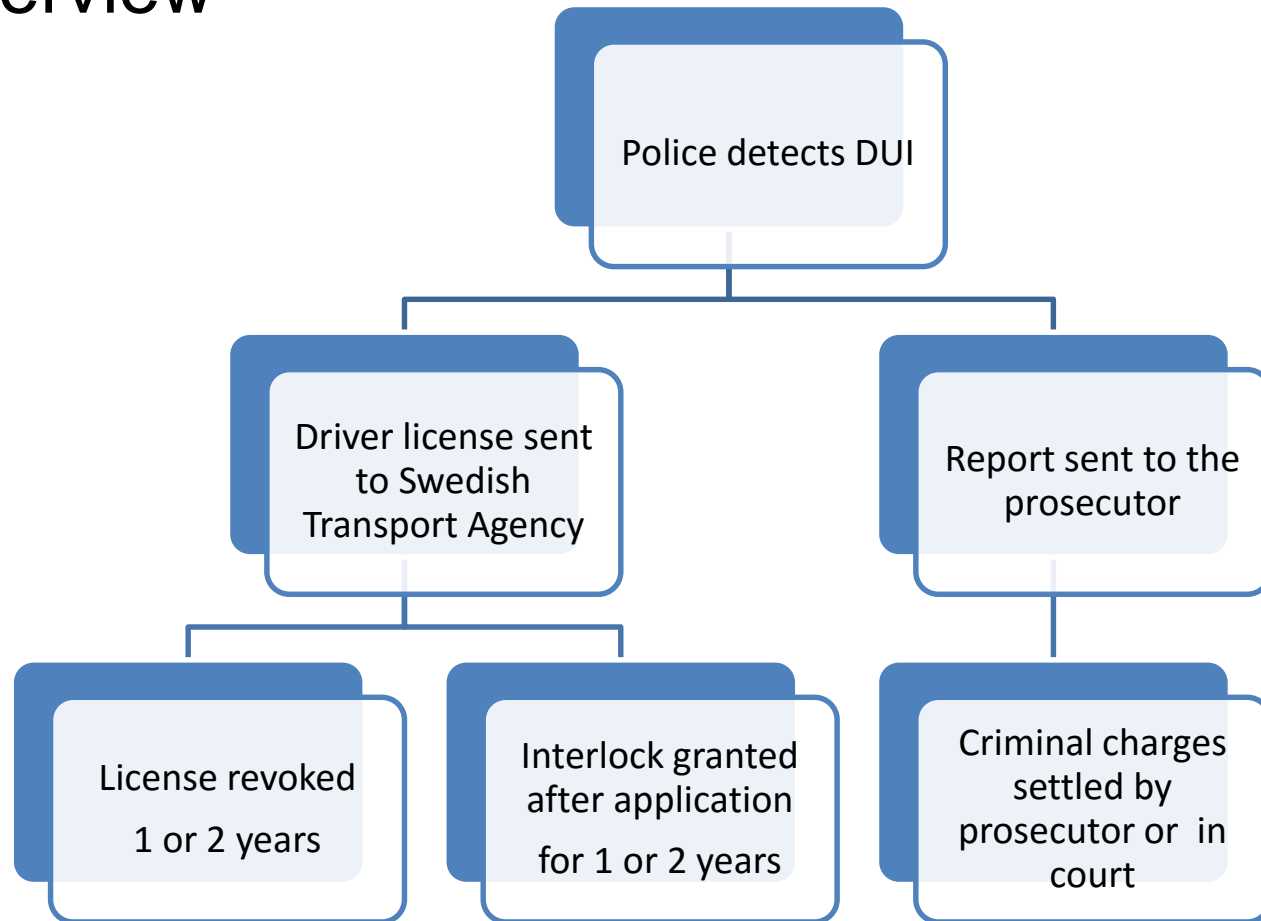 Police detects DUI
Driver license sent
to Swedish
Transport Agency
Report sent to the
prosecutor
License revoked
1 or 2 years
Interlock granted
after application
for 1 or 2 years
Criminal charges
settled by
prosecutor or in
court